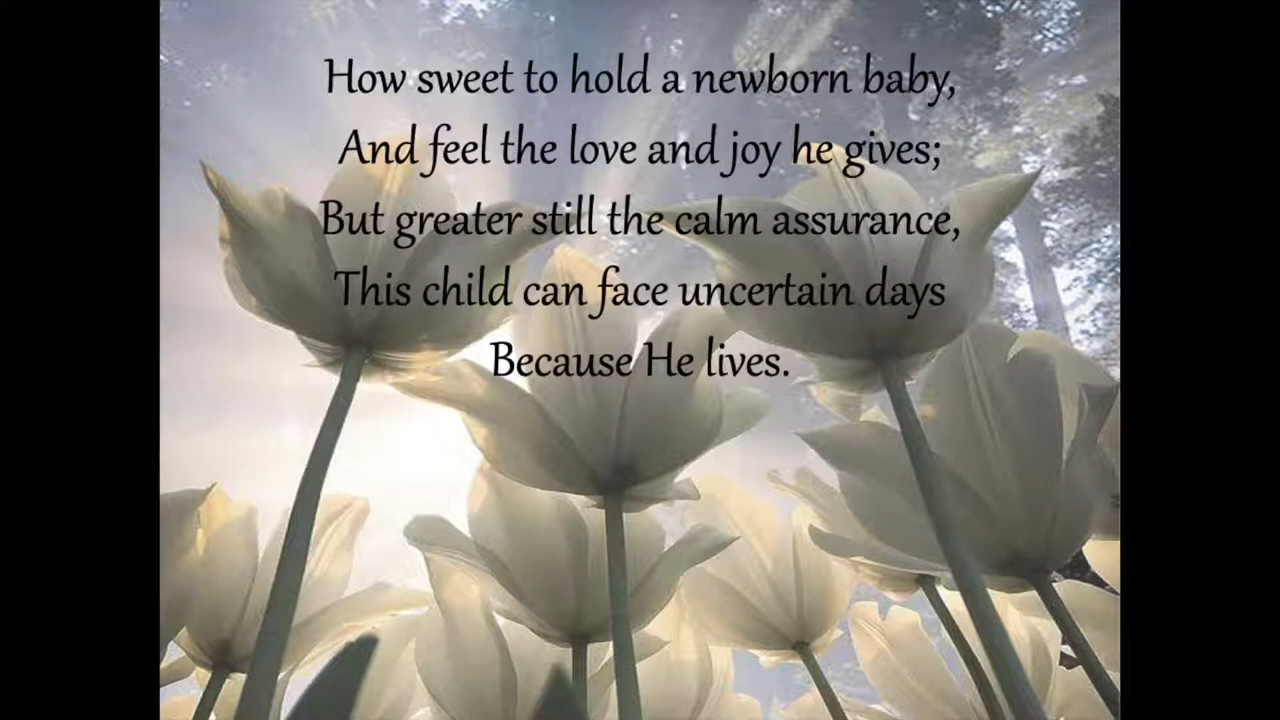 How sweet to hold a newborn baby,
And feel the love and joy he gives;
But greater still the calm assurance,
This child can face uncertain days
Because He lives.